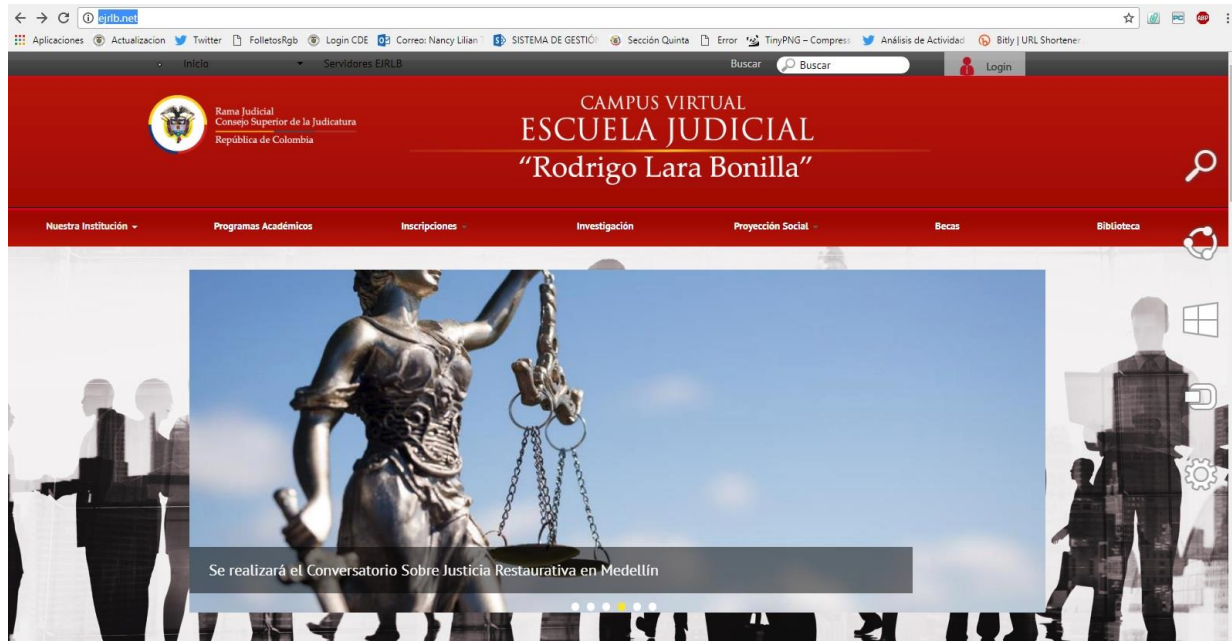 ejrlb.net
Aplicaciones Actualizacion Twitter FolletosRgb Login CDE Correo: Nancy Lilian SISTEMA DE GESTIÓN Sección Quinta Error TinyPNG – Compress Análisis de Actividad Bitly | URL Shortener
Inicio Servidores EJRLB Buscar Buscar Login
Rama Judicial
Consejo Superior de la Judicatura
República de Colombia
CAMPUS VIRTUAL
ESCUELA JUDICIAL
“Rodrigo Lara Bonilla”
Nuestra Institución Programas Académicos Inscripciones Investigación Proyección Social Becas Biblioteca
Se realizará el Conversatorio Sobre Justicia Restaurativa en Medellín